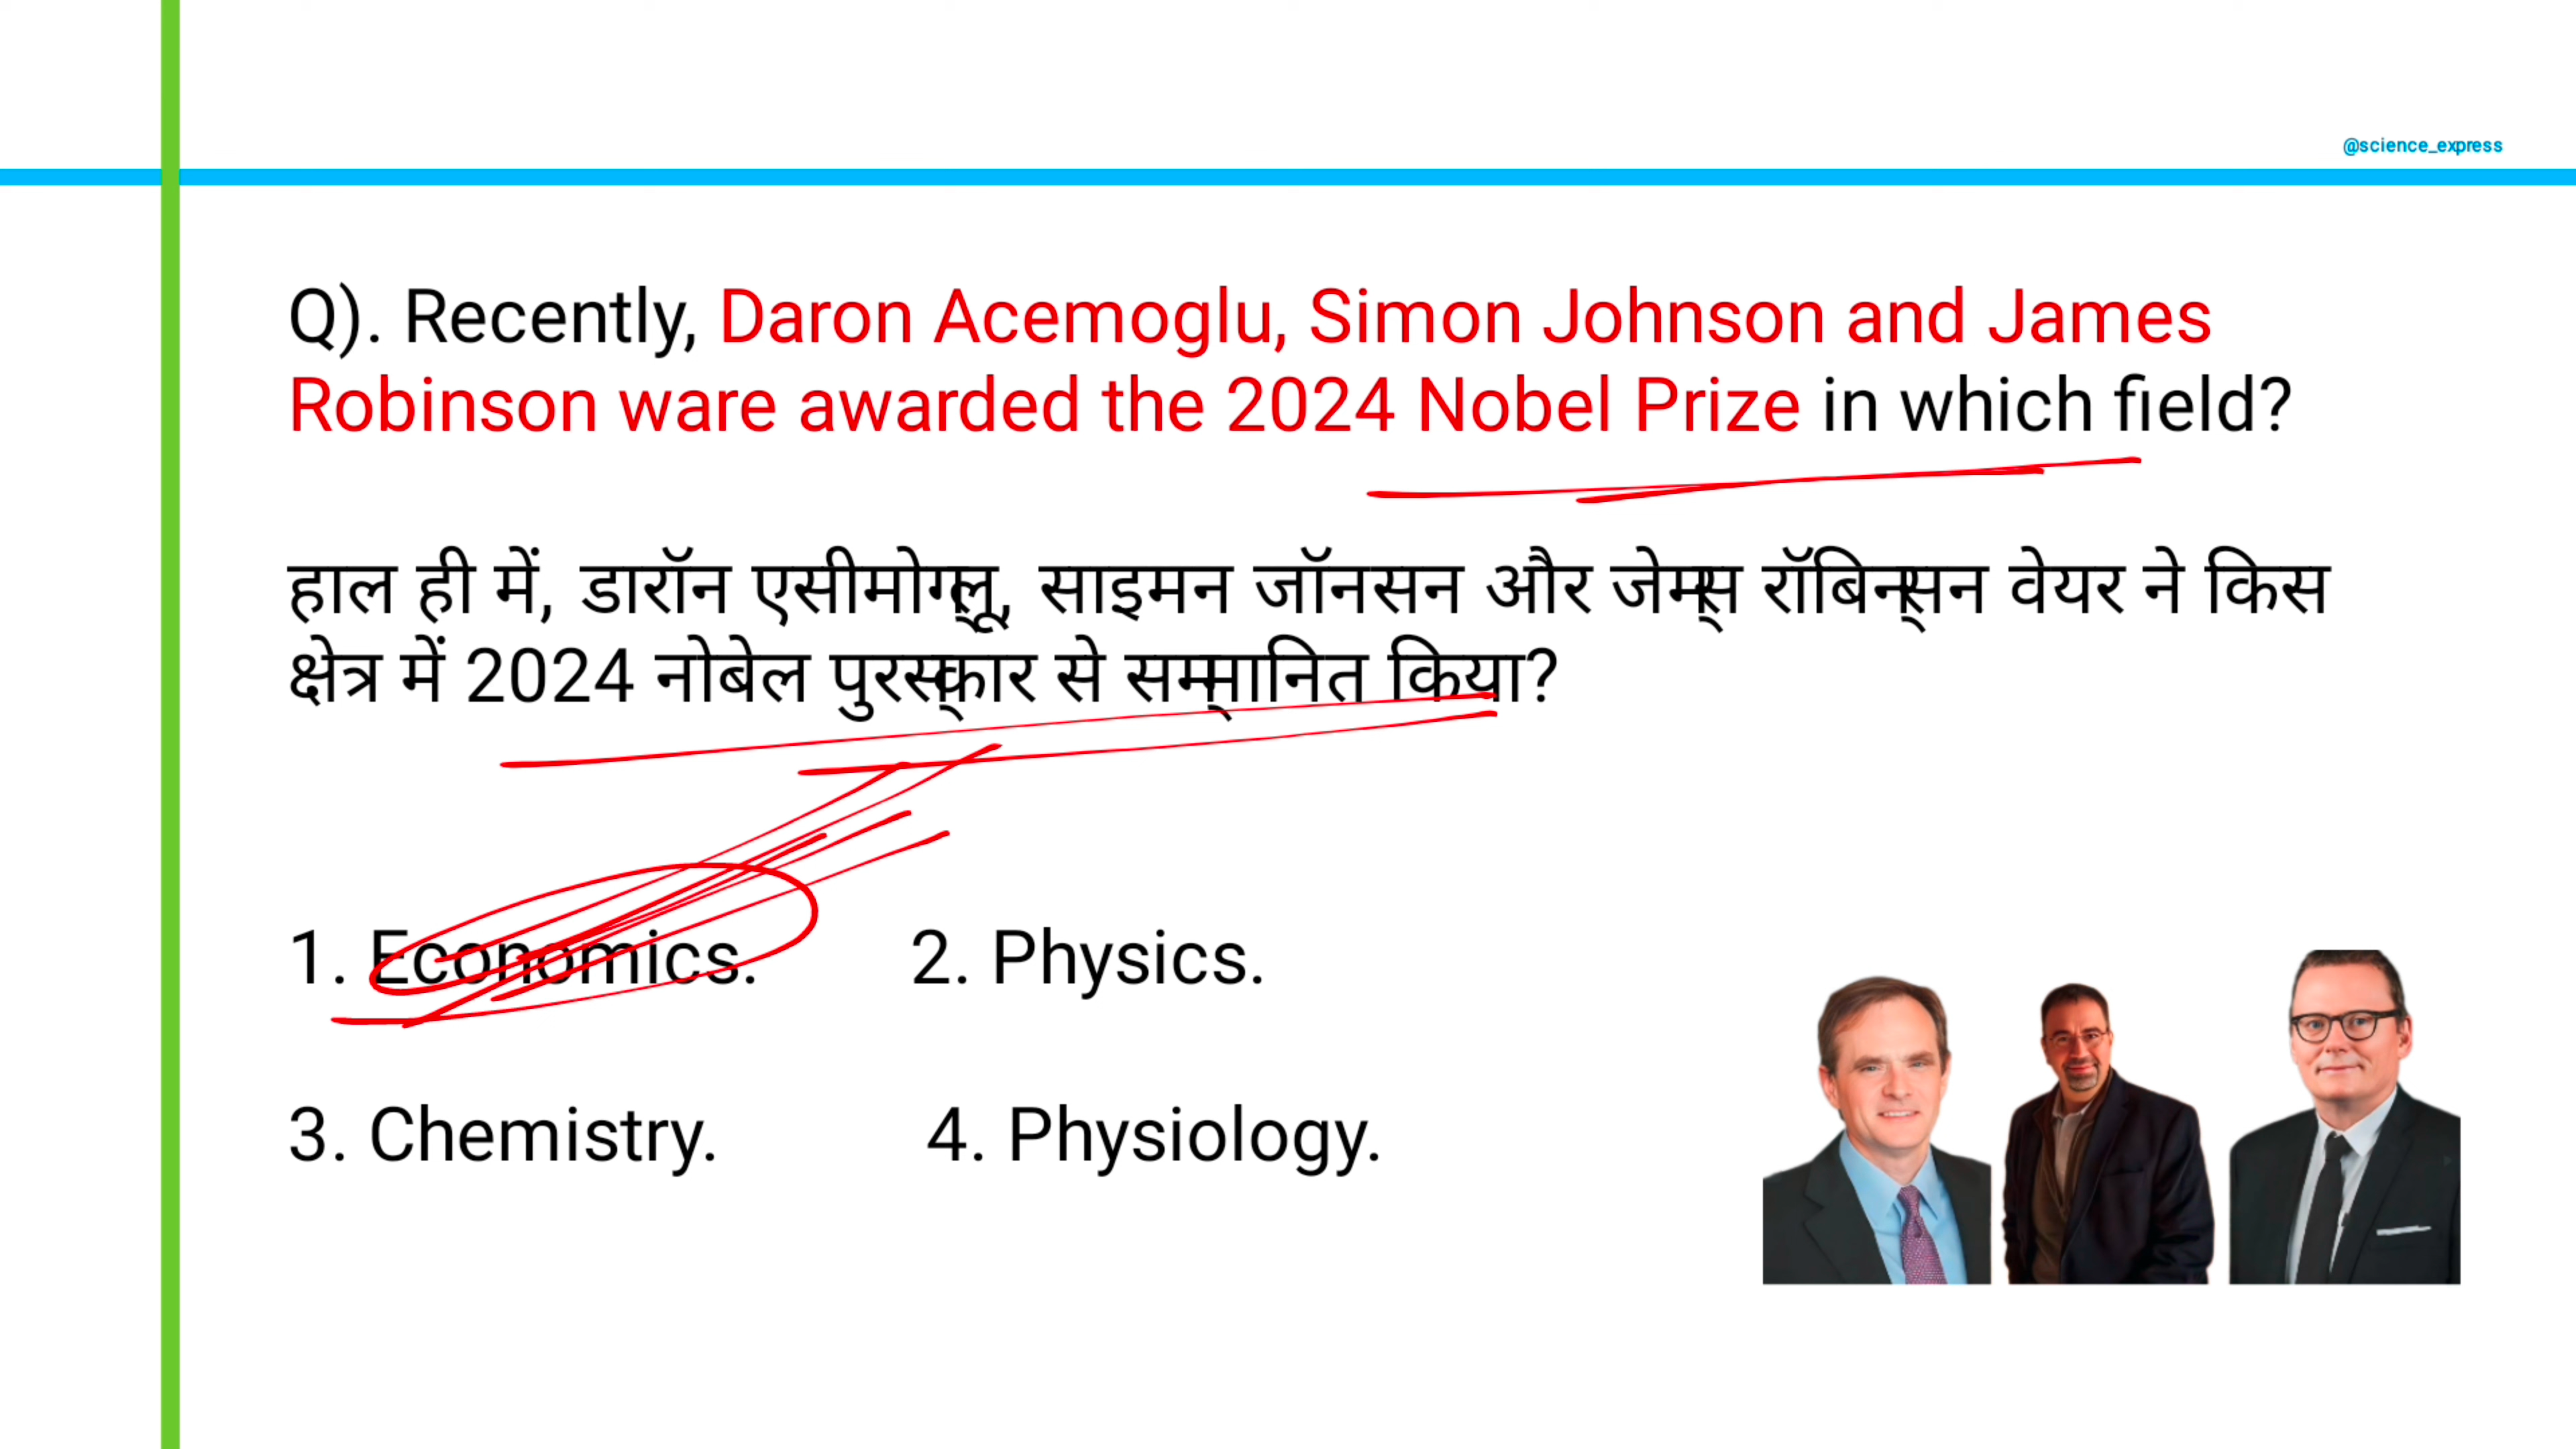 @science_express
Q). Recently, Daron Acemoglu, Simon Johnson and James
Robinson ware awarded the 2024 Nobel Prize in which field?
हाल ही में, डारॉन एसीमोग्लू, साइमन जॉनसन और जेम्स रॉबिन्सन वेयर ने किस
क्षेत्र में 2024 नोबेल पुरस्कार से सम्मानित किया?
1. Economics. 2. Physics.
3. Chemistry. 4. Physiology.